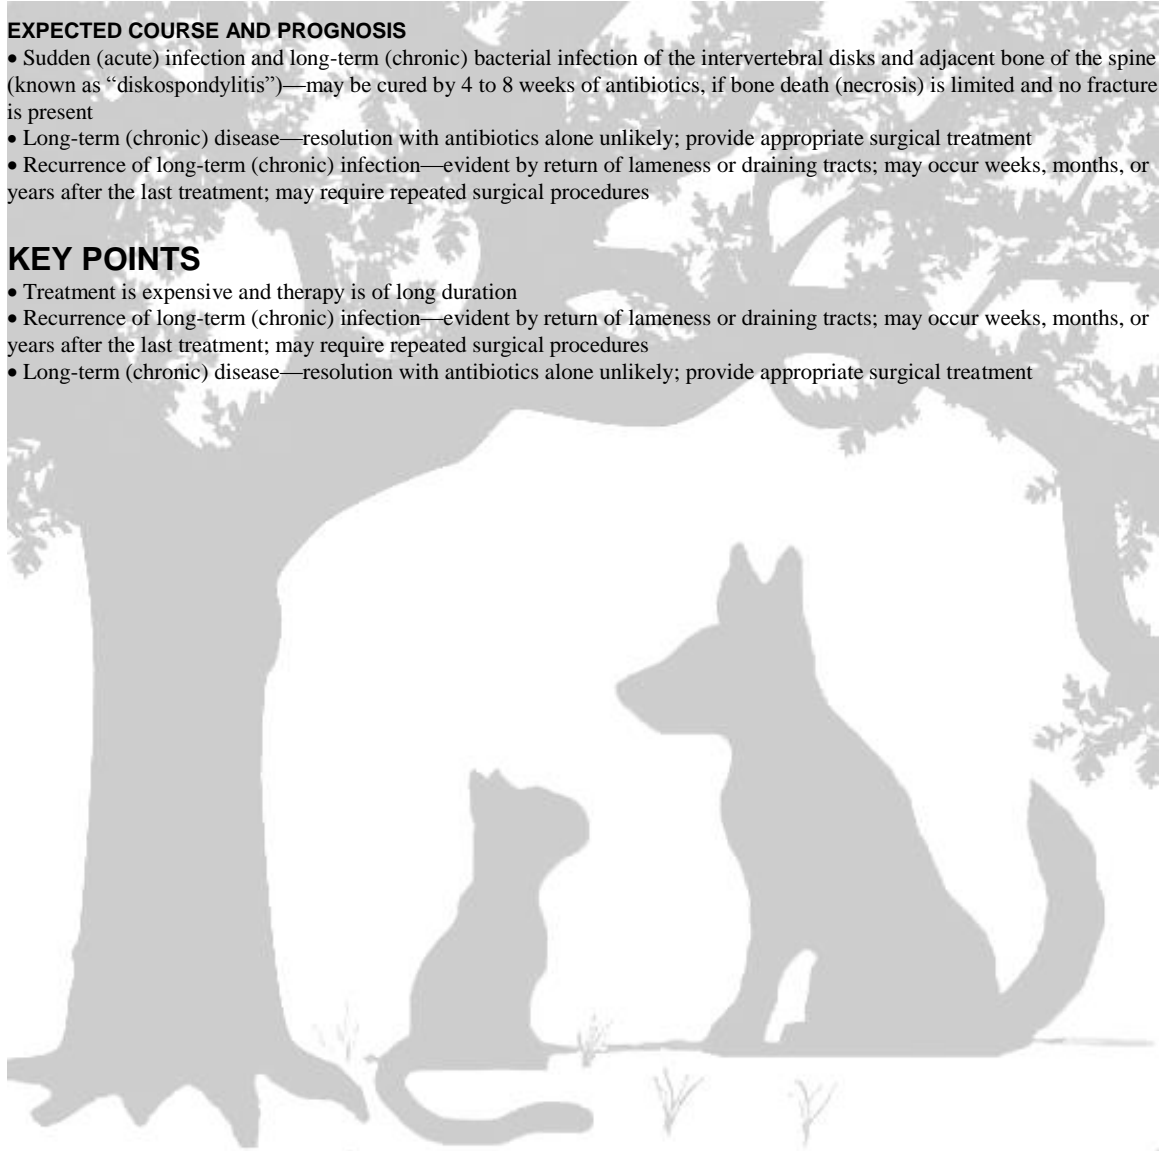 EXPECTED COURSE AND PROGNOSIS
• Sudden (acute) infection and long-term (chronic) bacterial infection of the intervertebral disks and adjacent bone of the spine
(known as “diskospondylitis”)—may be cured by 4 to 8 weeks of antibiotics, if bone death (necrosis) is limited and no fracture
is present
• Long-term (chronic) disease—resolution with antibiotics alone unlikely; provide appropriate surgical treatment
• Recurrence of long-term (chronic) infection—evident by return of lameness or draining tracts; may occur weeks, months, or
years after the last treatment; may require repeated surgical procedures
KEY POINTS
• Treatment is expensive and therapy is of long duration
• Recurrence of long-term (chronic) infection—evident by return of lameness or draining tracts; may occur weeks, months, or
years after the last treatment; may require repeated surgical procedures
• Long-term (chronic) disease—resolution with antibiotics alone unlikely; provide appropriate surgical treatment